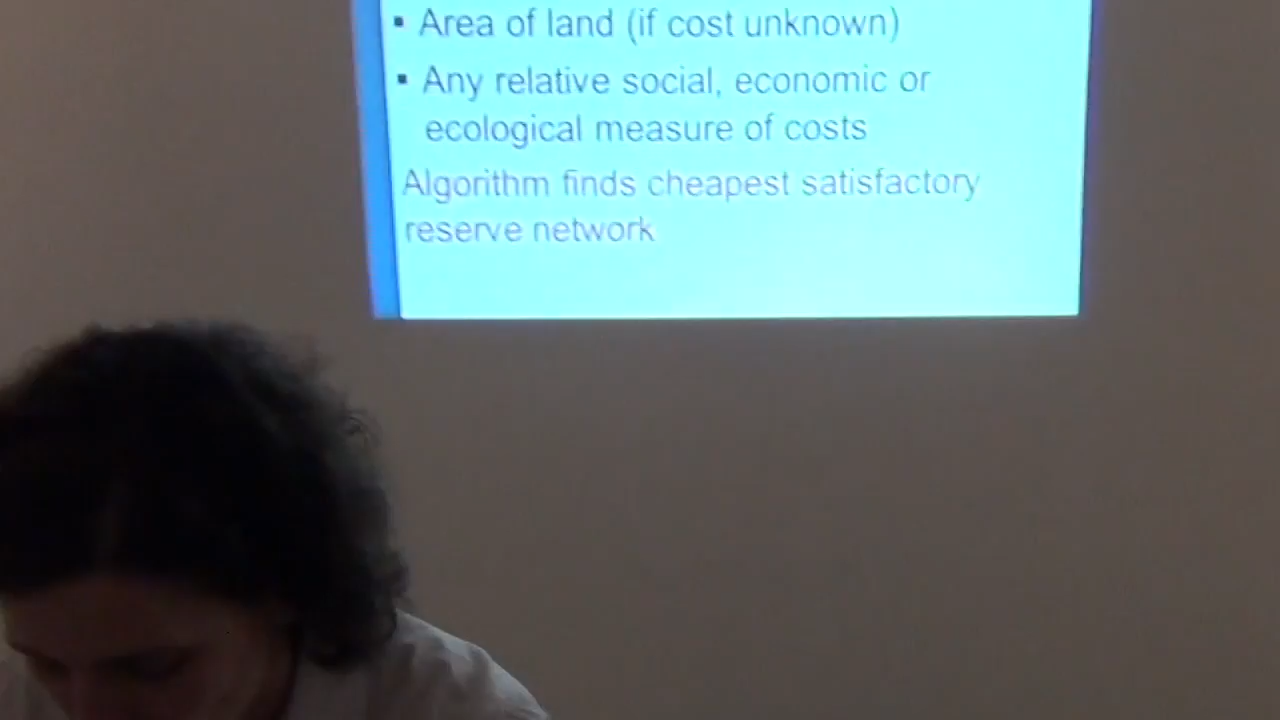 ▪ Area of land (if cost unknown)
▪ Any relative social, economic or
ecological measure of costs
Algorithm finds cheapest satisfactory
reserve network